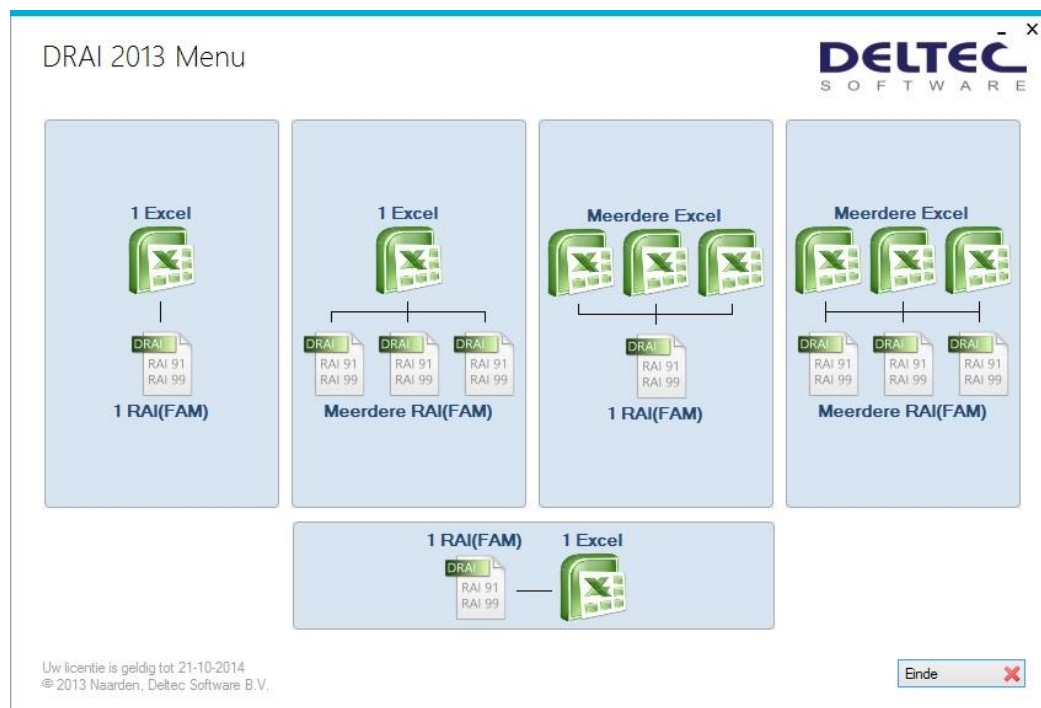 DRAI 2013 Menu
DELTEC
SOFTWARE
1 Excel
DRAI
RAI 91
RAI 99
1 RAI(FAM)
1 Excel
DRAI DRAI DRAI
RAI 91 RAI 91 RAI 91
RAI 99 RAI 99 RAI 99
Meerdere RAI(FAM)
Meerdere Excel
DRAI
RAI 91
RAI 99
1 RAI(FAM)
Meerdere Excel
DRAI DRAI DRAI
RAI 91 RAI 91 RAI 91
RAI 99 RAI 99 RAI 99
Meerdere RAI(FAM)
1 RAI(FAM) 1 Excel
DRAI
RAI 91
RAI 99
Uw licentie is geldig tot 21-10-2014
© 2013 Naarden, Deltec Software B.V.
Einde